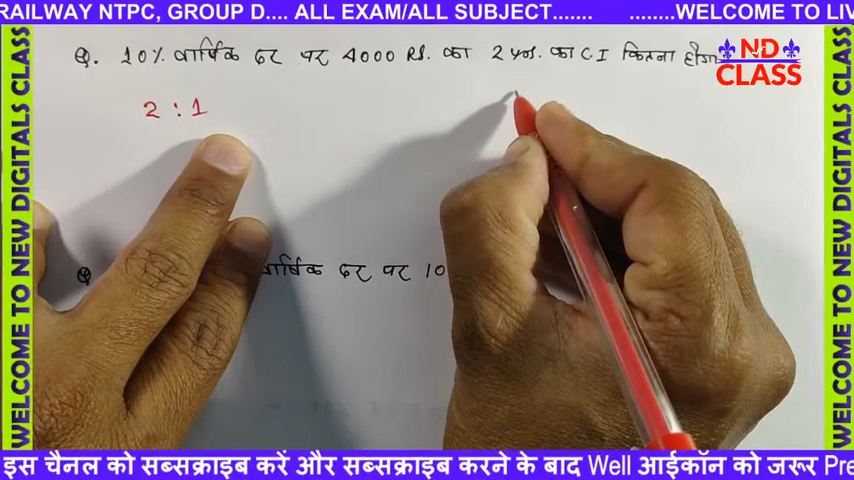 RAILWAY NTPC, GROUP D.... ALL EXAM/ALL SUBJECT....... ........WELCOME TO LIV
Q. 10% वार्षिक दर पर 4000 RS. का 2 yrs. का C I कितना होगा
ND
CLASS
2 : 1
वार्षिक दर पर 10
WELCOME TO NEW DIGITALS CLASS
WELCOME TO NEW DIGITALS CLASS
इस चैनल को सब्सक्राइब करें और सब्सक्राइब करने के बाद Well आईकॉन को जरूर Pre